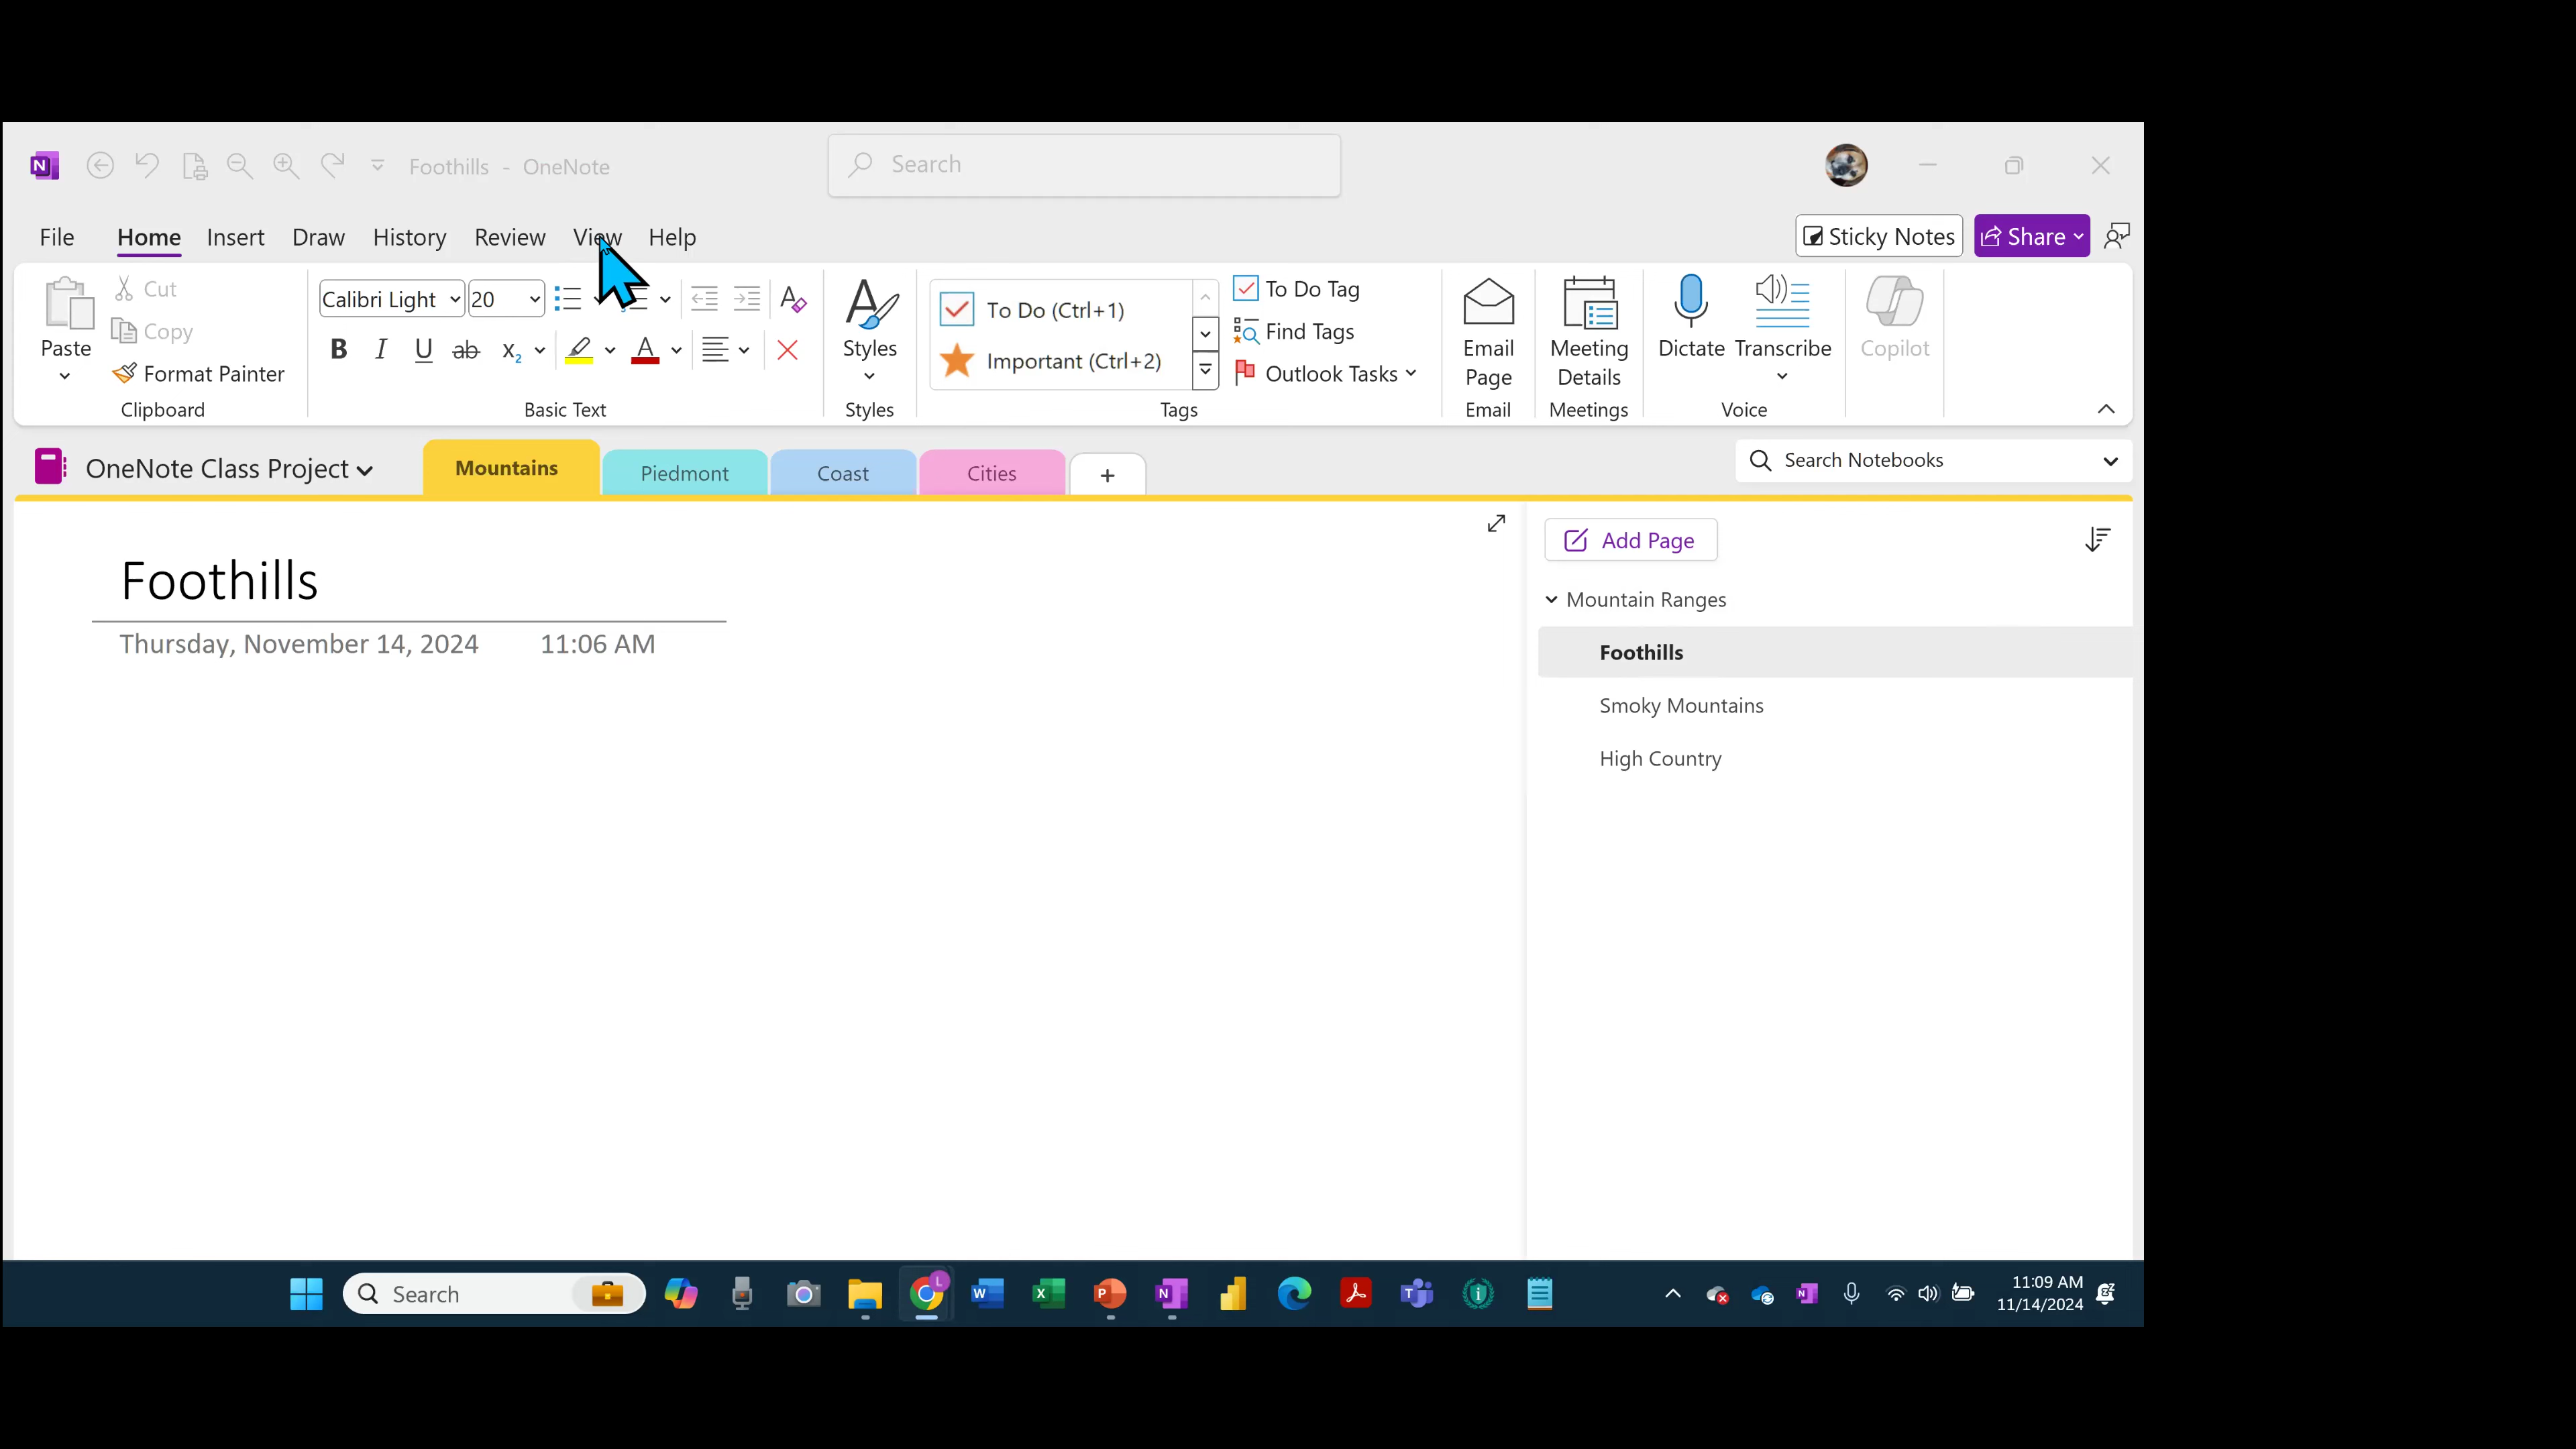 Foothills - OneNote
Search
File Home Insert Draw History Review View Help
Sticky Notes Share
Paste
Cut
Copy
Format Painter
Clipboard
Calibri Light 20
B I U ab x2 A
Basic Text
Styles
Styles
To Do (Ctrl+1)
Important (Ctrl+2)
To Do Tag
Find Tags
Outlook Tasks
Tags
Email
Page
Email
Meeting
Details
Meetings
Dictate Transcribe
Voice
Copilot
OneNote Class Project Mountains Piedmont Coast Cities +
Search Notebooks
Foothills
Thursday, November 14, 2024 11:06 AM
Add Page
Mountain Ranges
Foothills
Smoky Mountains
High Country
Search
11:09 AM
11/14/2024